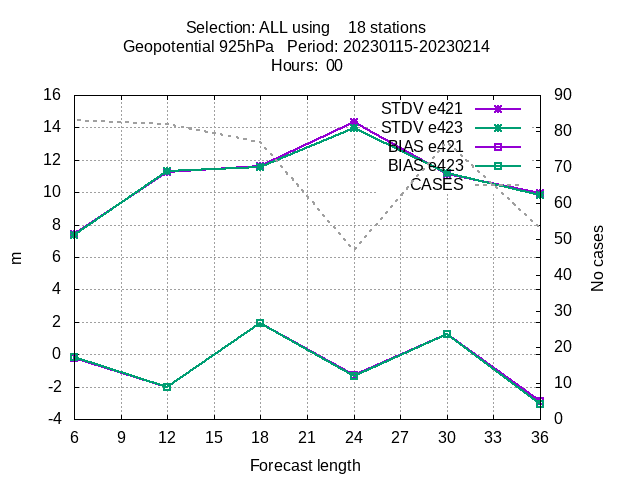 Selection: ALL using    18 stations
Geopotential 925hPa   Period: 20230115-20230214
Hours:  00
STDV e421
STDV e423
BIAS e421
BIAS e423
CASES
16
14
12
10
8
6
4
2
0
-2
-4
90
80
70
60
50
40
30
20
10
0
m
No cases
6 9 12 15 18 21 24 27 30 33 36
Forecast length